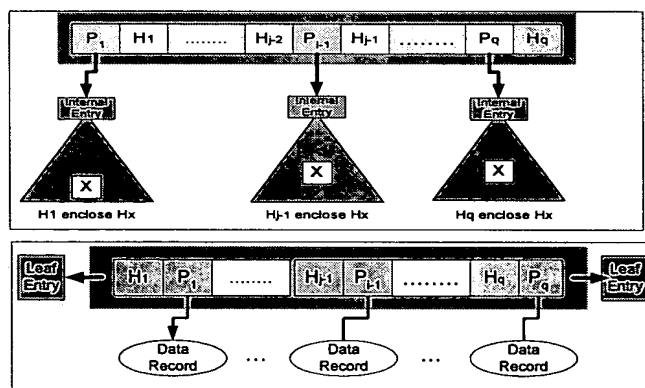 P1 H1 ........ Hj-2 Pi-1 Hj-1 ......... Pq Hq
Internal Entry Internal Entry Internal Entry
X X X
H1 enclose Hx Hj-1 enclose Hx Hq enclose Hx
Leaf Entry H1 P1 ........ Hj-1 Pi-1 ........ Hq Pq Leaf Entry
Data Record ... Data Record ... Data Record